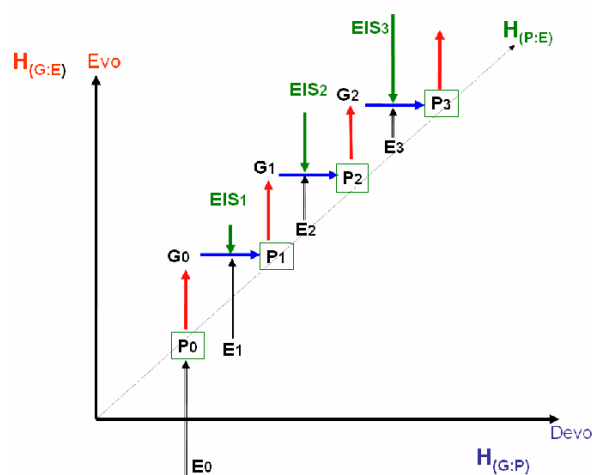 EIS3
H(G:E) Evo
H(P:E)
EIS2
G2
P3
E3
G1
P2
EIS1
E2
G0
P1
E1
P0
Devo
E0
H(G:P)